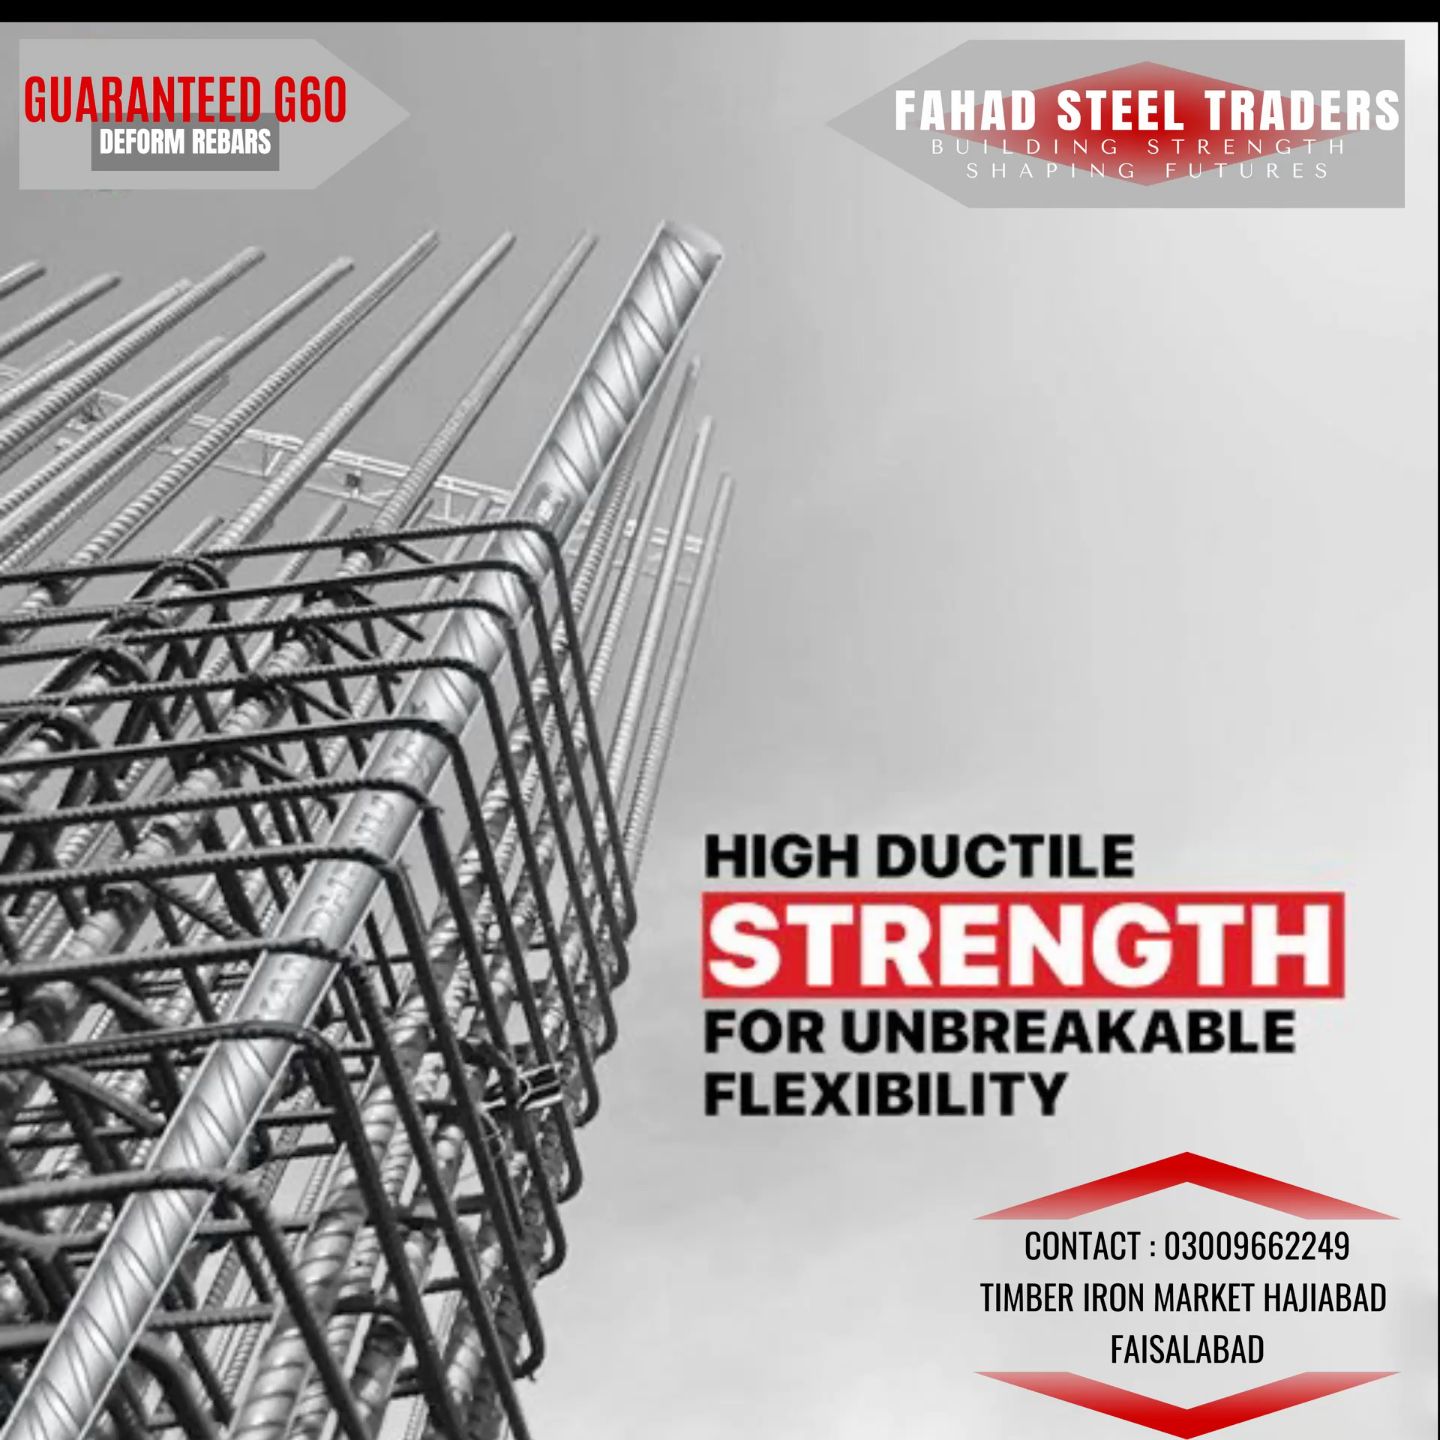 GUARANTEED G60
DEFORM REBARS
FAHAD STEEL TRADERS
BUILDING STRENGTH
SHAPING FUTURES
HIGH DUCTILE
STRENGTH
FOR UNBREAKABLE
FLEXIBILITY
CONTACT : 03009662249
TIMBER IRON MARKET HAJIABAD
FAISALABAD